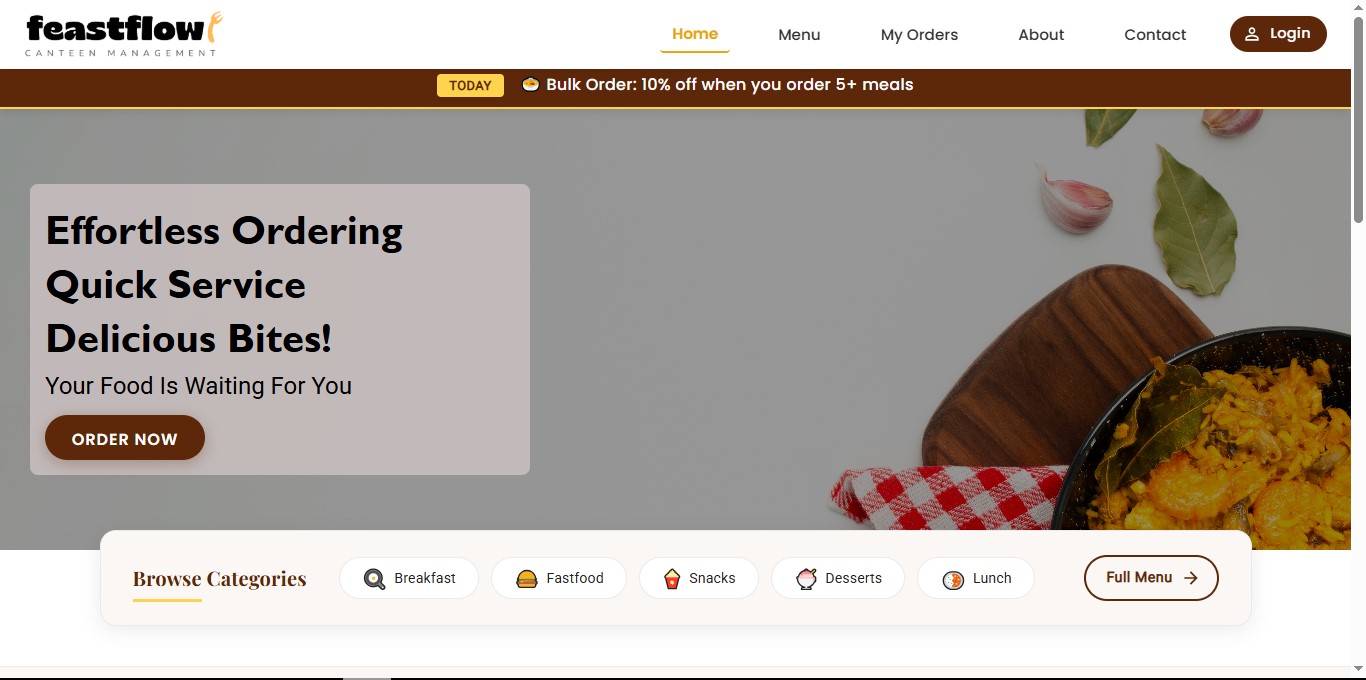 feastflow
CANTEEN MANAGEMENT
Home
Menu
My Orders
About
Contact
Login
TODAY
Bulk Order: 10% off when you order 5+ meals
Effortless Ordering
Quick Service
Delicious Bites!
Your Food Is Waiting For You
ORDER NOW
Browse Categories
Breakfast
Fastfood
Snacks
Desserts
Lunch
Full Menu